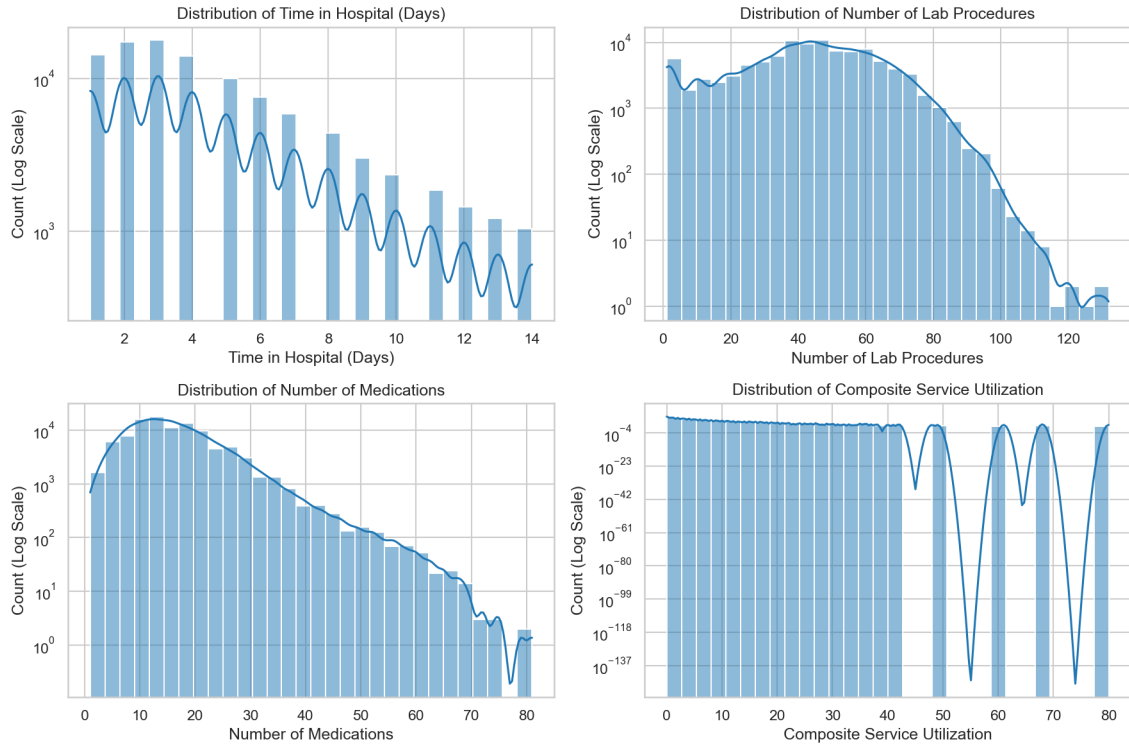 Distribution of Time in Hospital (Days)
Count (Log Scale)
10^4
10^3
2 4 6 8 10 12 14
Time in Hospital (Days)
Distribution of Number of Lab Procedures
Count (Log Scale)
10^4
10^3
10^2
10^1
10^0
0 20 40 60 80 100 120
Number of Lab Procedures
Distribution of Number of Medications
Count (Log Scale)
10^4
10^3
10^2
10^1
10^0
0 10 20 30 40 50 60 70 80
Number of Medications
Distribution of Composite Service Utilization
Count (Log Scale)
10^-4
10^-23
10^-42
10^-61
10^-80
10^-99
10^-118
10^-137
0 10 20 30 40 50 60 70 80
Composite Service Utilization